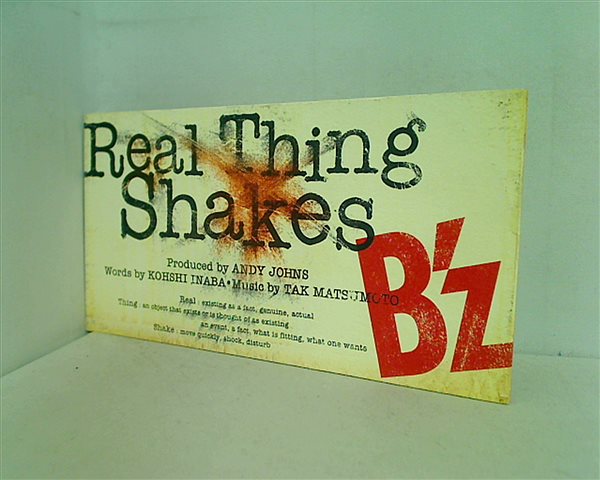 Real Thing
Shakes
B'z
Produced by ANDY JOHNS
Words by KOHSHI INABA • Music by TAK MATSUMOTO
Real : existing as a fact, genuine, actual
Thing : an object that exists or is thought of as existing
an event, a fact, what is fitting, what one wants
Shake : move quickly, shock, disturb